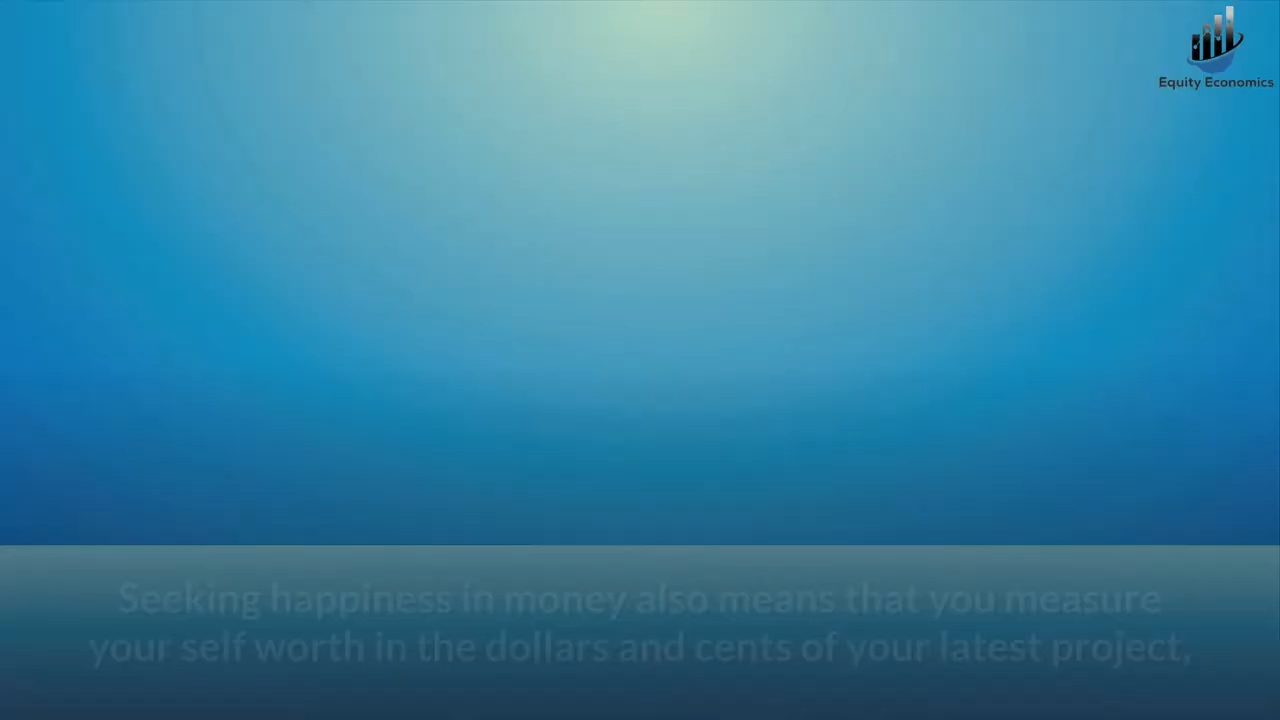 Equity Economics
Seeking happiness in money also means that you measure
your self worth in the dollars and cents of your latest project,